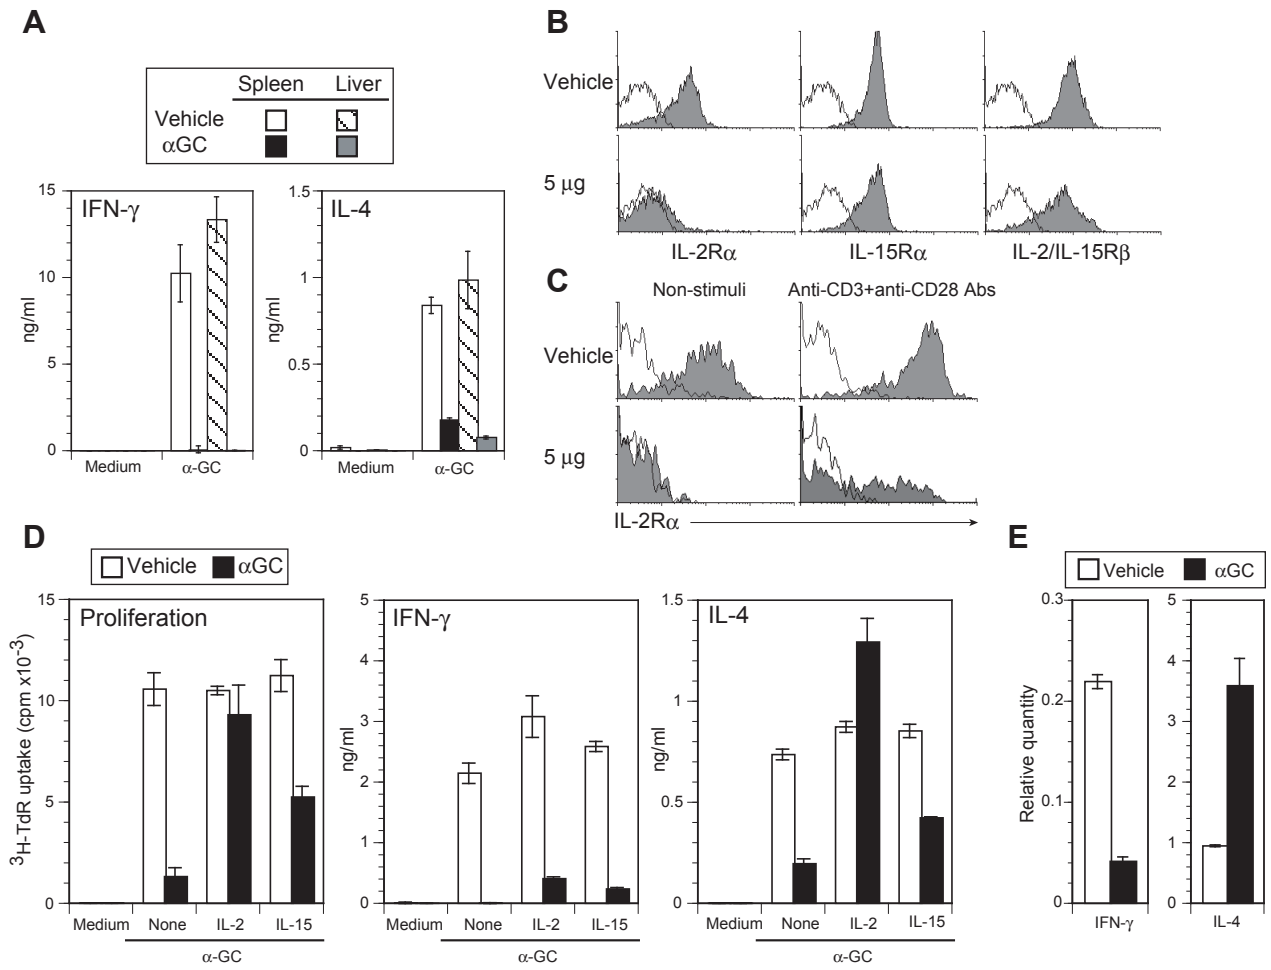 A
Spleen Liver
Vehicle
αGC
IFN-γ
15
10
5
0
ng/ml
Medium α-GC
IL-4
1.5
1
0.5
0
ng/ml
Medium α-GC
B
Vehicle
5 μg
IL-2Rα IL-15Rα IL-2/IL-15Rβ
C
Non-stimuli Anti-CD3+anti-CD28 Abs
Vehicle
5 μg
IL-2Rα
D
Vehicle αGC
Proliferation
15
10
5
0
³H-TdR uptake (cpm x10⁻³)
Medium None IL-2 IL-15
α-GC
IFN-γ
5
4
3
2
1
0
ng/ml
Medium None IL-2 IL-15
α-GC
IL-4
1.5
1
0.5
0
ng/ml
Medium None IL-2 IL-15
α-GC
E
Vehicle αGC
0.3
0.2
0.1
0
Relative quantity
IFN-γ
5
4
3
2
1
0
IL-4